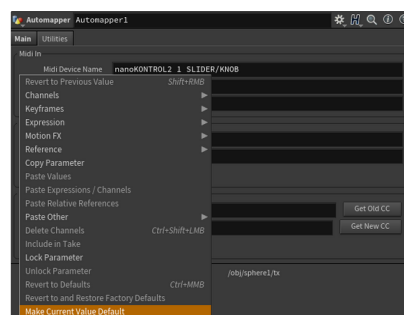 Automapper Automapper1
Main Utilities
Midi In
Midi Device Name nanoKONTROL2 1 SLIDER/KNOB
Revert to Previous Value Shift+RMB
Channels
Keyframes
Expression
Motion FX
Reference
Copy Parameter
Paste Values
Paste Expressions / Channels
Paste Relative References
Get Old CC
Paste Other
Delete Channels Ctrl+Shift+LMB
Get New CC
Include in Take
Lock Parameter
Unlock Parameter
/obj/sphere1/tx
Revert to Defaults Ctrl+MMB
Revert to and Restore Factory Defaults
Make Current Value Default